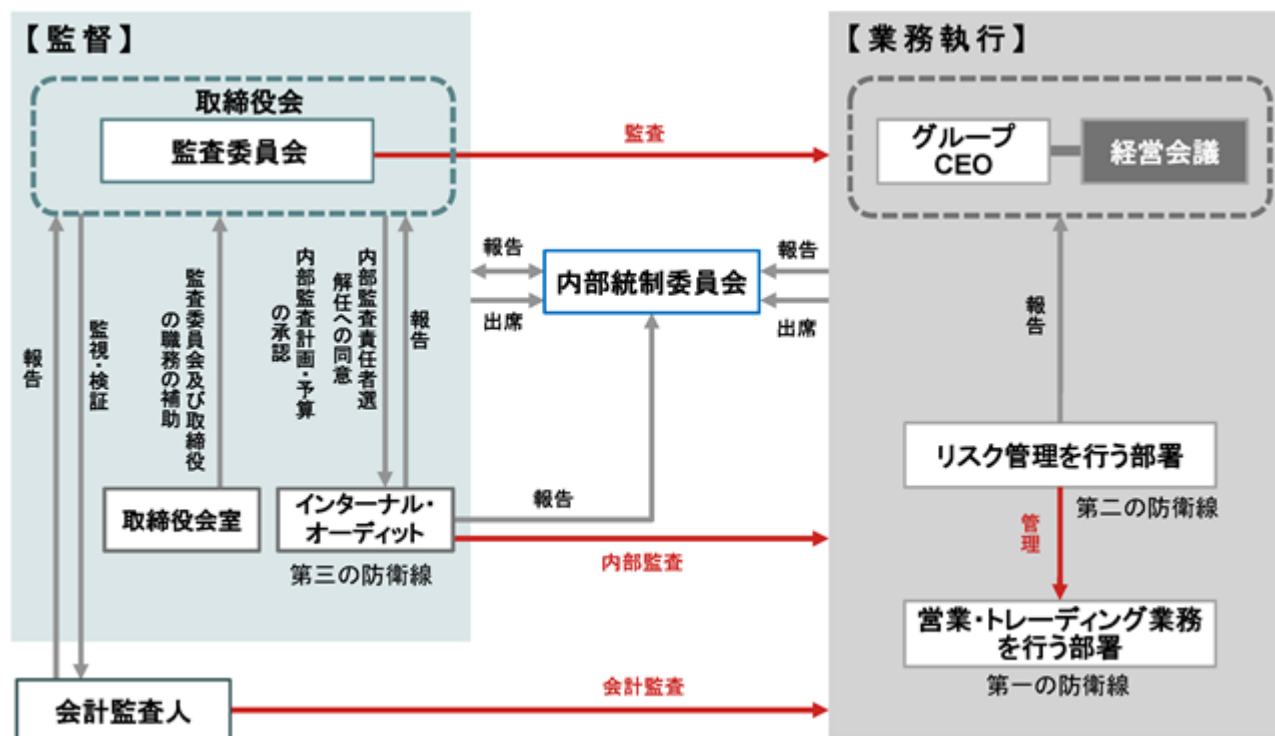 【監督】
取締役会
監査委員会
報告
監視・検証
監査委員会及び取締役
の職務の補助
内部監査責任者選
解任への同意
内部監査計画・予算
の承認
報告
取締役会室
インターナル・
オーディット
第三の防衛線
会計監査人
監査
報告
出席
内部統制委員会
報告
出席
報告
内部監査
会計監査
【業務執行】
グループ
CEO
経営会議
報告
リスク管理を行う部署
第二の防衛線
管理
営業・トレーディング業務
を行う部署
第一の防衛線